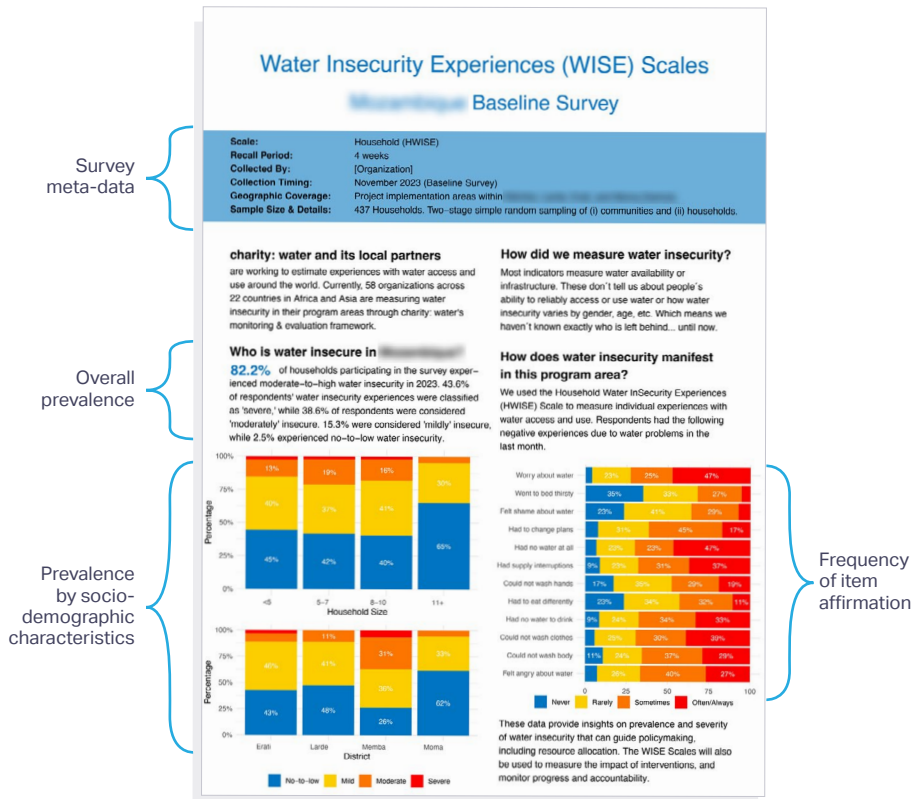 Water Insecurity Experiences (WISE) Scales
Baseline Survey
Survey
meta-data
Scale: Household (HWISE)
Recall Period: 4 weeks
Collected By: [Organization]
Collection Timing: November 2023 (Baseline Survey)
Geographic Coverage: Project implementation areas within
Sample Size & Details: 437 Households. Two-stage simple random sampling of (i) communities and (ii) households.
charity: water and its local partners
are working to estimate experiences with water access and
use around the world. Currently, 58 organizations across
22 countries in Africa and Asia are measuring water
insecurity in their program areas through charity: water's
monitoring & evaluation framework.
How did we measure water insecurity?
Most indicators measure water availability or
infrastructure. These don´t tell us about people´s
ability to reliably access or use water or how water
insecurity varies by gender, age, etc. Which means we
haven´t known exactly who is left behind... until now.
Overall
prevalence
Who is water insecure in
82.2% of households participating in the survey exper–
ienced moderate–to–high water insecurity in 2023. 43.6%
of respondents' water insecurity experiences were classified
as 'severe,' while 38.6% of respondents were considered
'moderately' insecure. 15.3% were considered 'mildly' insecure,
while 2.5% experienced no–to–low water insecurity.
How does water insecurity manifest
in this program area?
We used the Household Water InSecurity Experiences
(HWISE) Scale to measure individual experiences with
water access and use. Respondents had the following
negative experiences due to water problems in the
last month.
Prevalence
by socio-
demographic
characteristics
Percentage
100%
75%
50%
25%
0%
13% 19% 16%
40% 37% 41% 30%
45% 42% 40% 65%
<5 5–7 8–10 11+
Household Size
Percentage
100%
75%
50%
25%
0%
11% 31%
46% 41% 36% 33%
43% 48% 26% 62%
Erati Larde Memba Moma
District
No–to–low Mild Moderate Severe
Worry about water 23% 25% 47%
Went to bed thirsty 35% 33% 27%
Felt shame about water 23% 41% 29%
Had to change plans 31% 45% 17%
Had no water at all 23% 23% 47%
Had supply interruptions 9% 23% 31% 37%
Could not wash hands 17% 35% 29% 19%
Had to eat differently 23% 34% 32% 11%
Had no water to drink 9% 24% 34% 33%
Could not wash clothes 25% 30% 39%
Could not wash body 11% 24% 37% 29%
Felt angry about water 26% 40% 27%
0 25 50 75 100
Never Rarely Sometimes Often/Always
Frequency
of item
affirmation
These data provide insights on prevalence and severity
of water insecurity that can guide policymaking,
including resource allocation. The WISE Scales will also
be used to measure the impact of interventions, and
monitor progress and accountability.